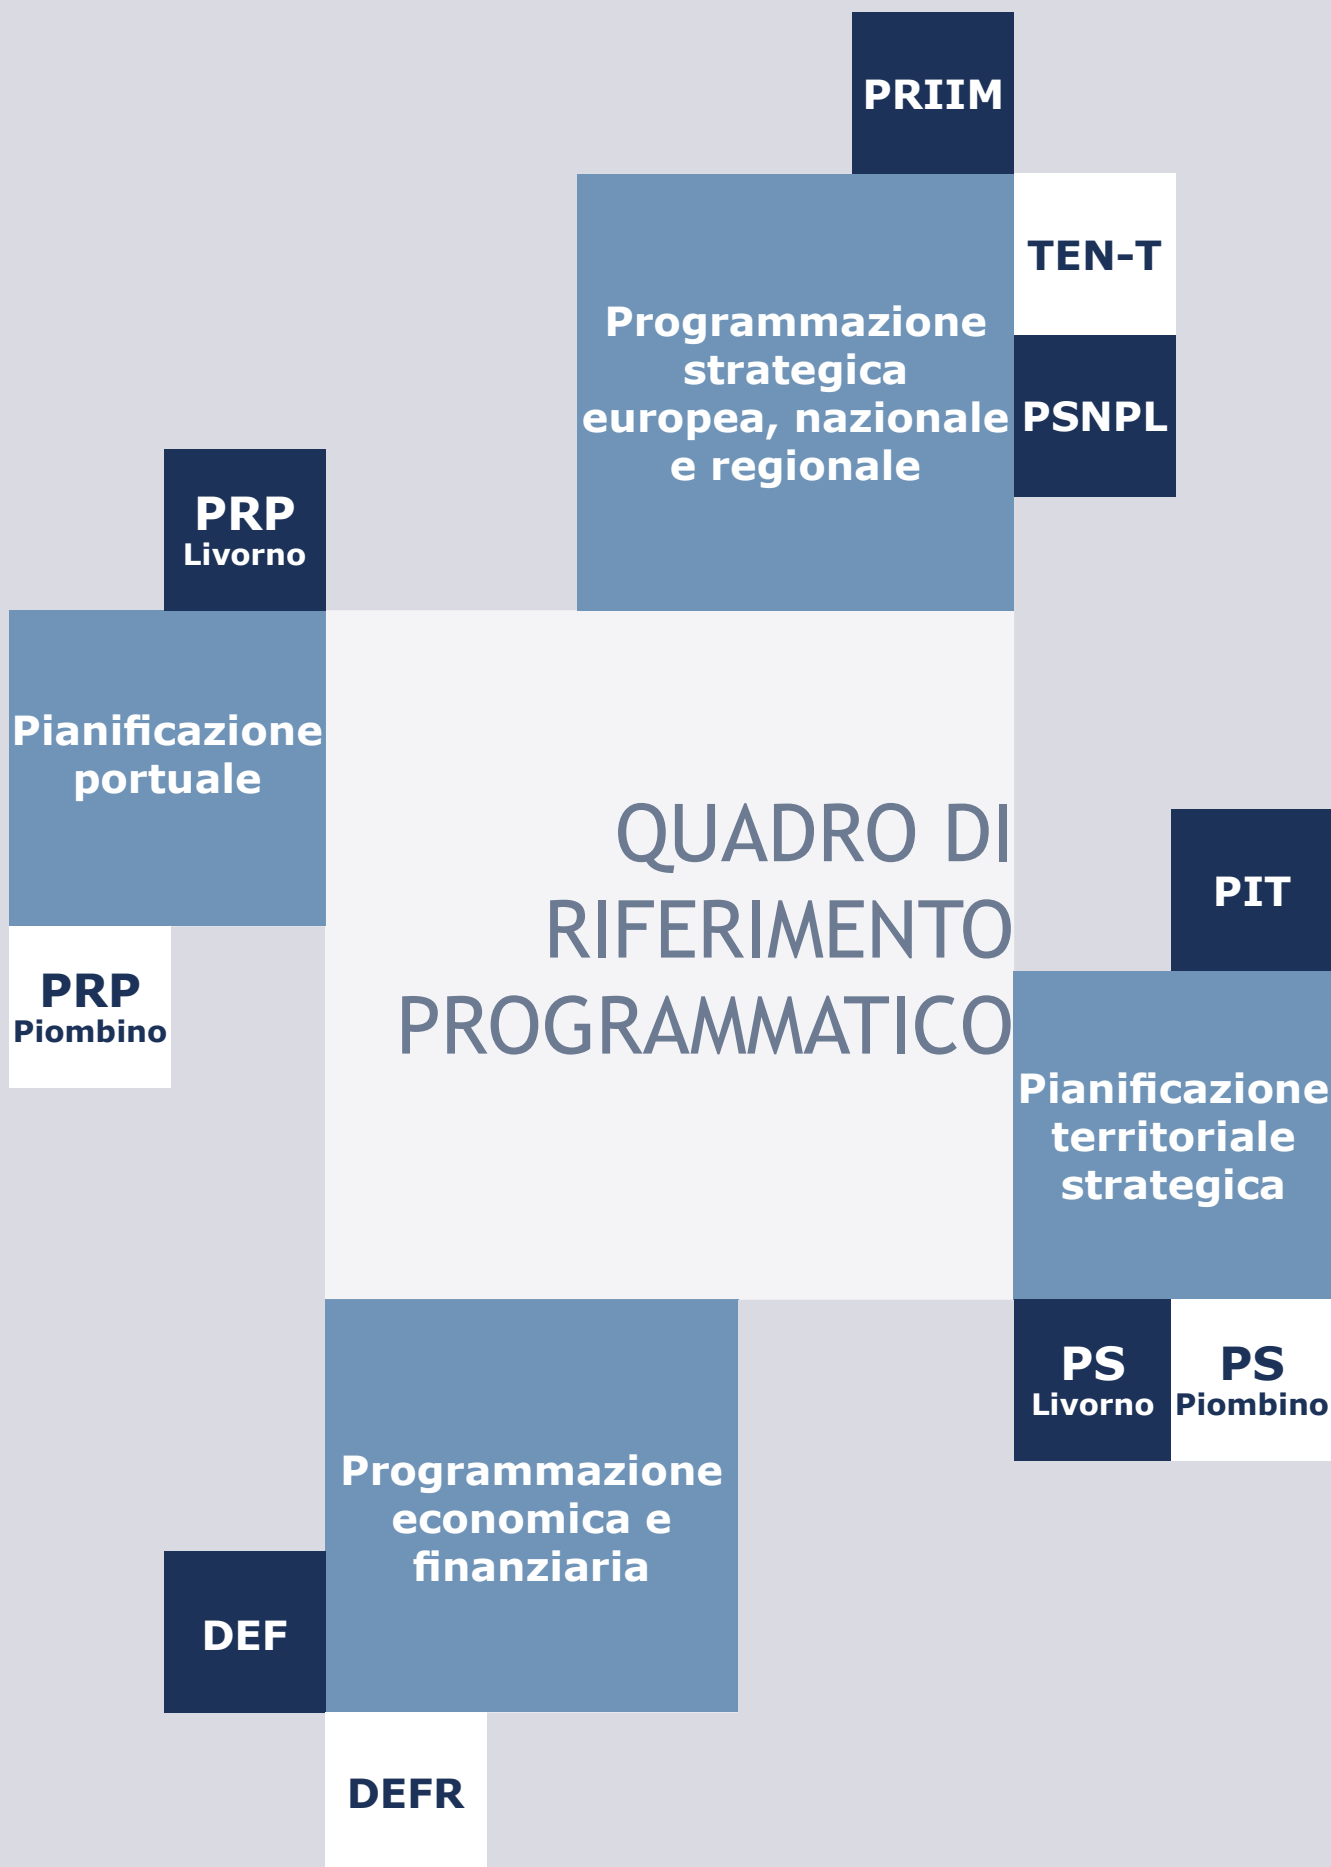 PRIIM
TEN–T
Programmazione
strategica
europea, nazionale
e regionale
PSNPL
PRP
Livorno
Pianificazione
portuale
PRP
Piombino
QUADRO DI
RIFERIMENTO
PROGRAMMATICO
PIT
Pianificazione
territoriale
strategica
PS
Livorno
PS
Piombino
Programmazione
economica e
finanziaria
DEF
DEFR